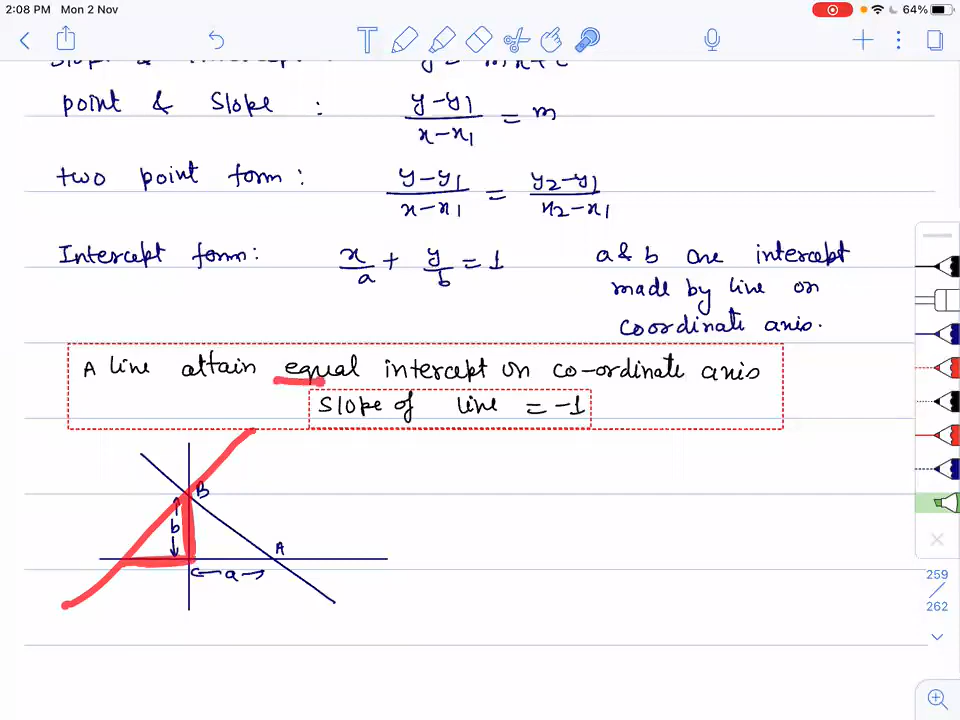 2:08 PM Mon 2 Nov
64%
y = mx + c
point & Slope : y-y1 / x-x1 = m
two point form: y-y1 / x-x1 = y2-y1 / x2-x1
Intercept form: x/a + y/b = 1 a & b are intercept
made by line on
coordinate axis.
A line attain equal intercept on co-ordinate axis
Slope of line = -1
B
b
A
a
259
/
262